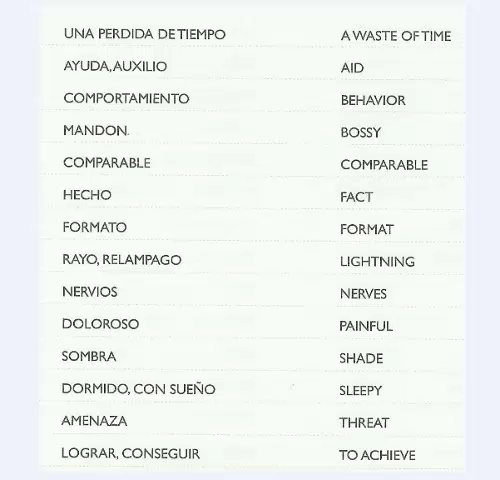 UNA PERDIDA DE TIEMPO A WASTE OF TIME
AYUDA, AUXILIO AID
COMPORTAMIENTO BEHAVIOR
MANDON. BOSSY
COMPARABLE COMPARABLE
HECHO FACT
FORMATO FORMAT
RAYO, RELAMPAGO LIGHTNING
NERVIOS NERVES
DOLOROSO PAINFUL
SOMBRA SHADE
DORMIDO, CON SUEÑO SLEEPY
AMENAZA THREAT
LOGRAR, CONSEGUIR TO ACHIEVE